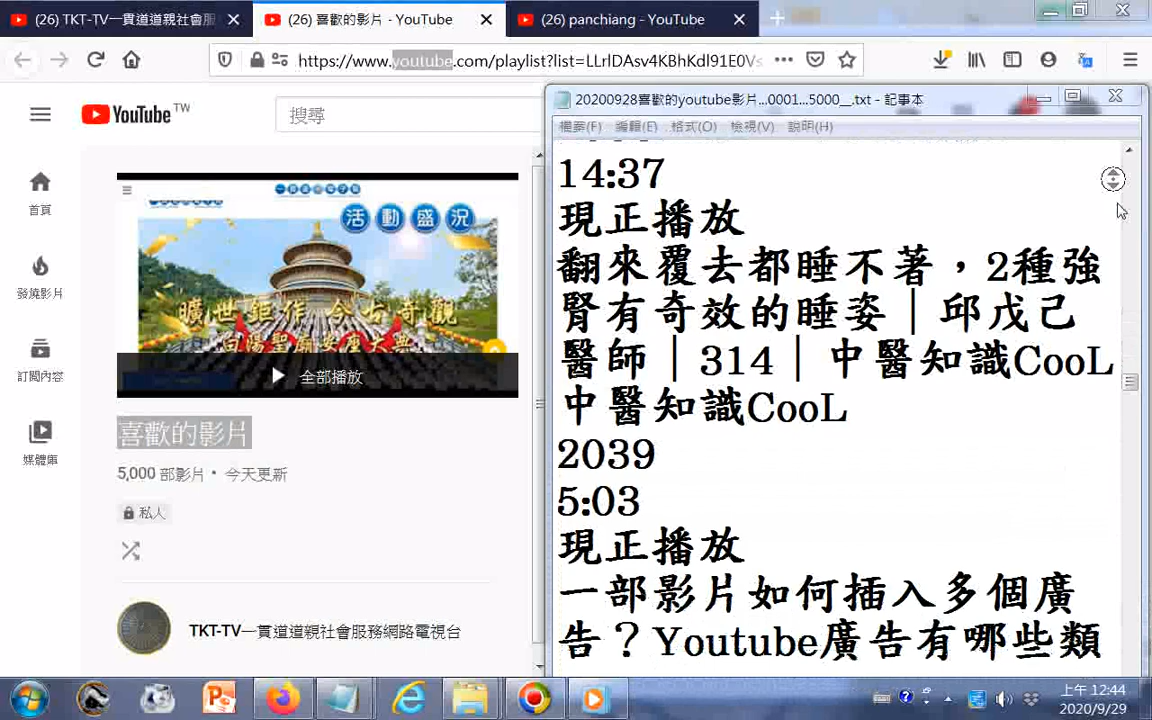 (26) TKT-TV一貫道道親社會服
(26) 喜歡的影片 - YouTube
(26) panchiang - YouTube
https://www.youtube.com/playlist?list=LLrlDAsv4KBhKdl91E0Vs
YouTube TW
搜尋
首頁
發燒影片
訂閱內容
媒體庫
活動盛況
曠世鉅作 今古奇觀
白陽聖廟安座大典
全部播放
喜歡的影片
5,000 部影片・今天更新
私人
TKT-TV一貫道道親社會服務網路電視台
20200928喜歡的youtube影片...0001...5000__.txt - 記事本
檔案(F) 編輯(E) 格式(O) 檢視(V) 說明(H)
14:37
現正播放
翻來覆去都睡不著，2種強
腎有奇效的睡姿│邱戊己
醫師│314│中醫知識CooL
中醫知識CooL
2039
5:03
現正播放
一部影片如何插入多個廣
告？Youtube廣告有哪些類
上午 12:44
2020/9/29